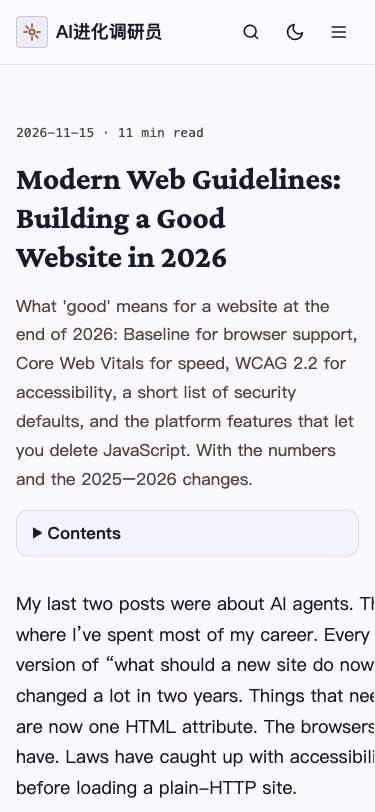 AI进化调研员
2026-11-15 · 11 min read
Modern Web Guidelines:
Building a Good
Website in 2026
What 'good' means for a website at the
end of 2026: Baseline for browser support,
Core Web Vitals for speed, WCAG 2.2 for
accessibility, a short list of security
defaults, and the platform features that let
you delete JavaScript. With the numbers
and the 2025–2026 changes.
Contents
My last two posts were about AI agents.
where I've spent most of my career. Every
version of “what should a new site do now
changed a lot in two years. Things that
are now one HTML attribute. The browsers
have. Laws have caught up with
before loading a plain-HTTP site.